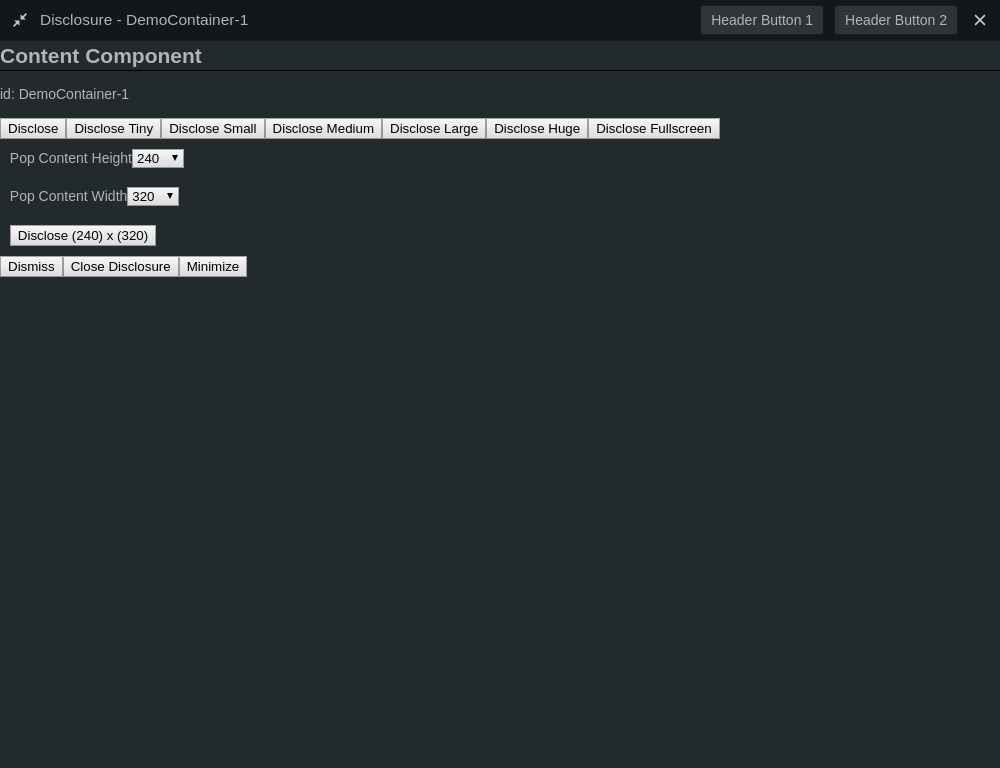 Disclosure - DemoContainer-1 Header Button 1 Header Button 2
Content Component
id: DemoContainer-1
Disclose Disclose Tiny Disclose Small Disclose Medium Disclose Large Disclose Huge Disclose Fullscreen
Pop Content Height 240
Pop Content Width 320
Disclose (240) x (320)
Dismiss Close Disclosure Minimize